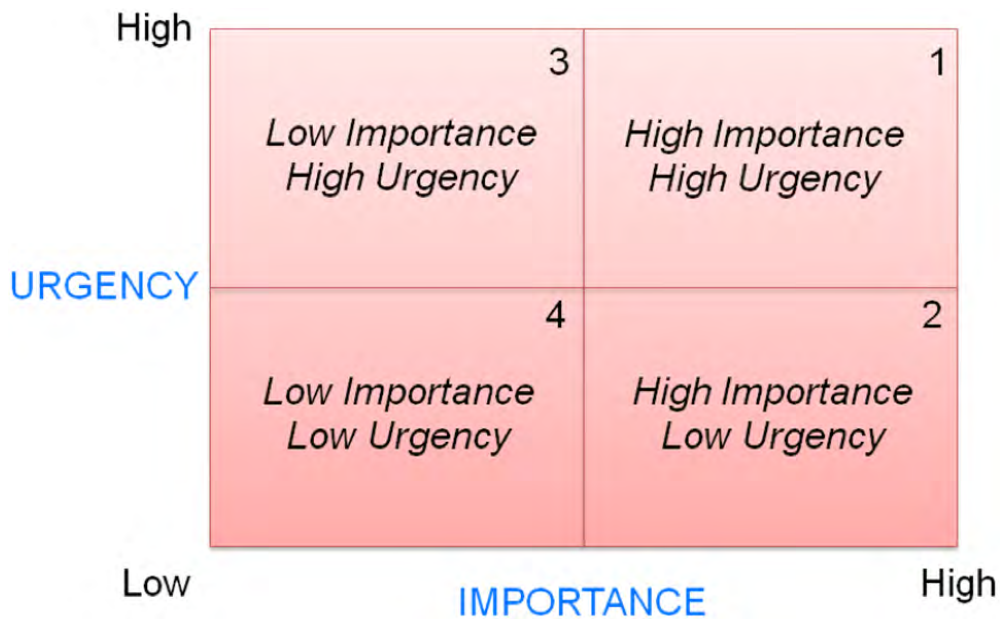 High
3
1
Low Importance
High Urgency
High Importance
High Urgency
URGENCY
4
2
Low Importance
Low Urgency
High Importance
Low Urgency
Low
IMPORTANCE
High